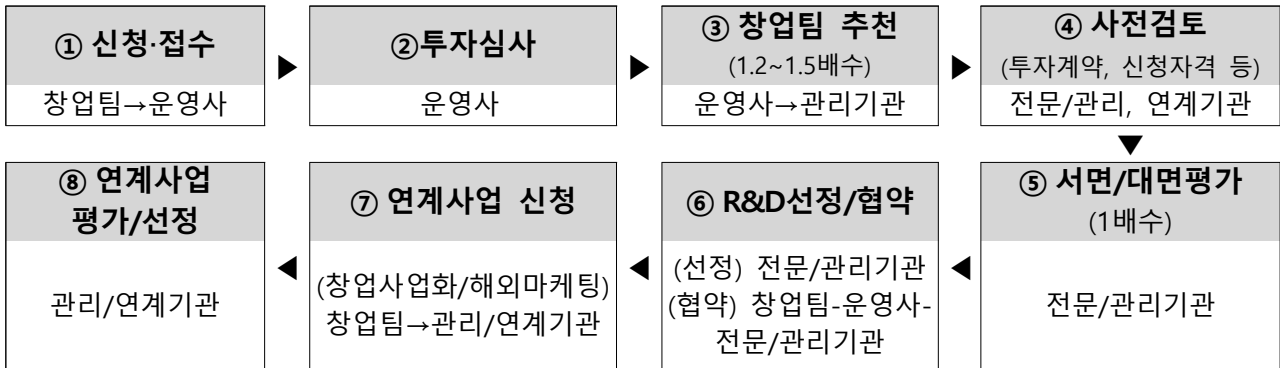 ① 신청·접수
창업팀→운영사
▶
②투자심사
운영사
▶
③ 창업팀 추천
(1.2~1.5배수)
운영사→관리기관
▶
④ 사전검토
(투자계약, 신청자격 등)
전문/관리, 연계기관
▼
⑤ 서면/대면평가
(1배수)
전문/관리기관
◀
⑥ R&D선정/협약
(선정) 전문/관리기관
(협약) 창업팀-운영사-
전문/관리기관
◀
⑦ 연계사업 신청
(창업사업화/해외마케팅)
창업팀→관리/연계기관
◀
⑧ 연계사업
평가/선정
관리/연계기관